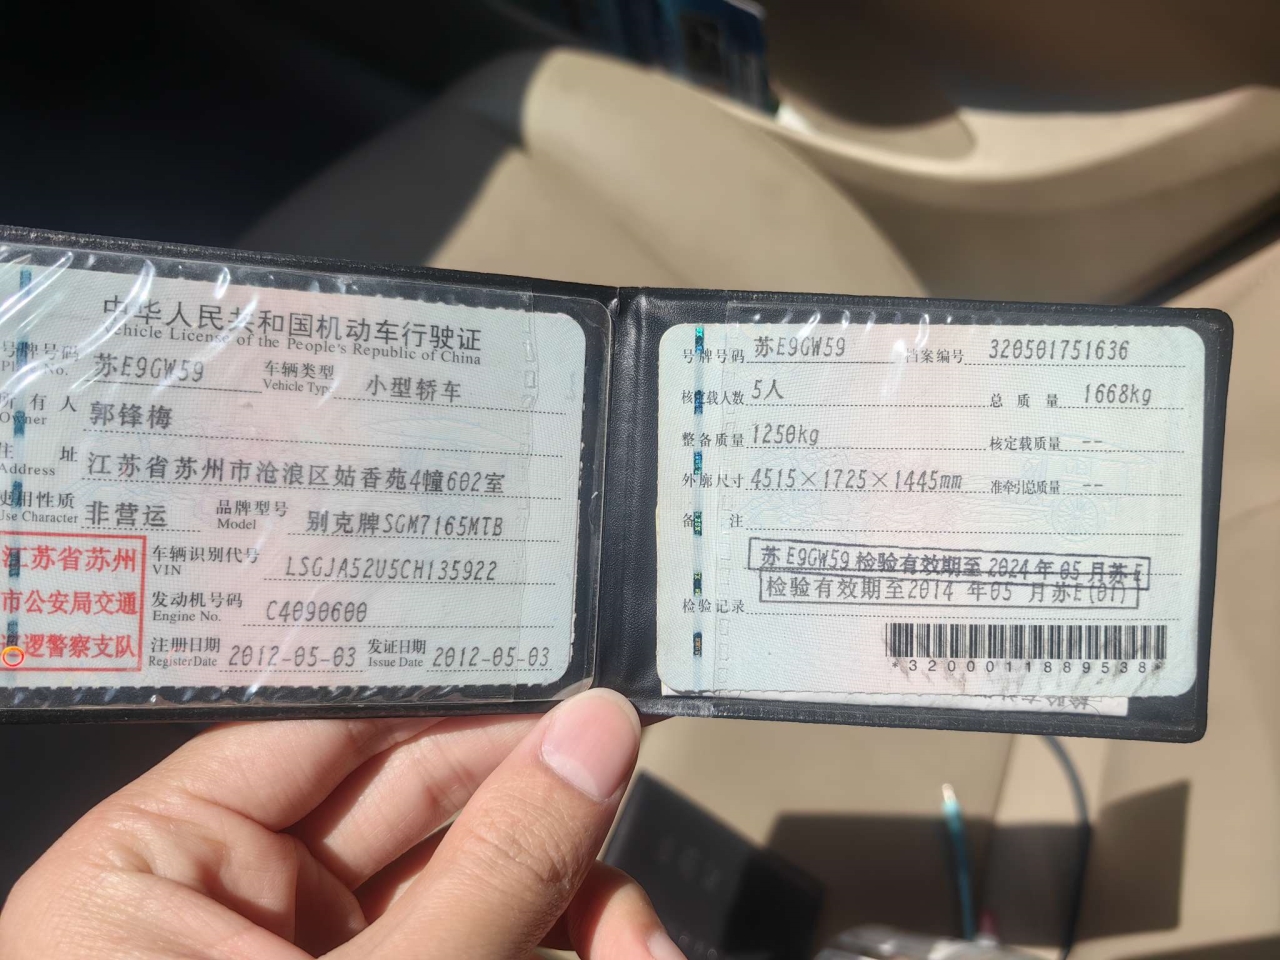 中华人民共和国机动车行驶证
Vehicle License of the People's Republic of China
号牌号码 苏E9GW59 车辆类型 小型轿车
No. Vehicle Type
所有人 郭锋梅
Owner
住址 江苏省苏州市沧浪区姑香苑4幢602室
Address
使用性质 非营运 品牌型号 别克牌SGM7165MTB
Use Character Model
江苏省苏州
市公安局交通
巡逻警察支队
车辆识别代号 LSGJA52U5CH135922
VIN
发动机号码 C4090600
Engine No.
注册日期 2012-05-03 发证日期 2012-05-03
Register Date Issue Date
号牌号码 苏E9GW59 档案编号 320501751636
核定载人数 5人 总质量 1668kg
整备质量 1250kg 核定载质量 --
外廓尺寸 4515×1725×1445mm 准牵引总质量 --
备注
苏E9GW59 检验有效期至2024年05月苏E
检验有效期至2014年05月苏E(01)
检验记录
*3200011889538*